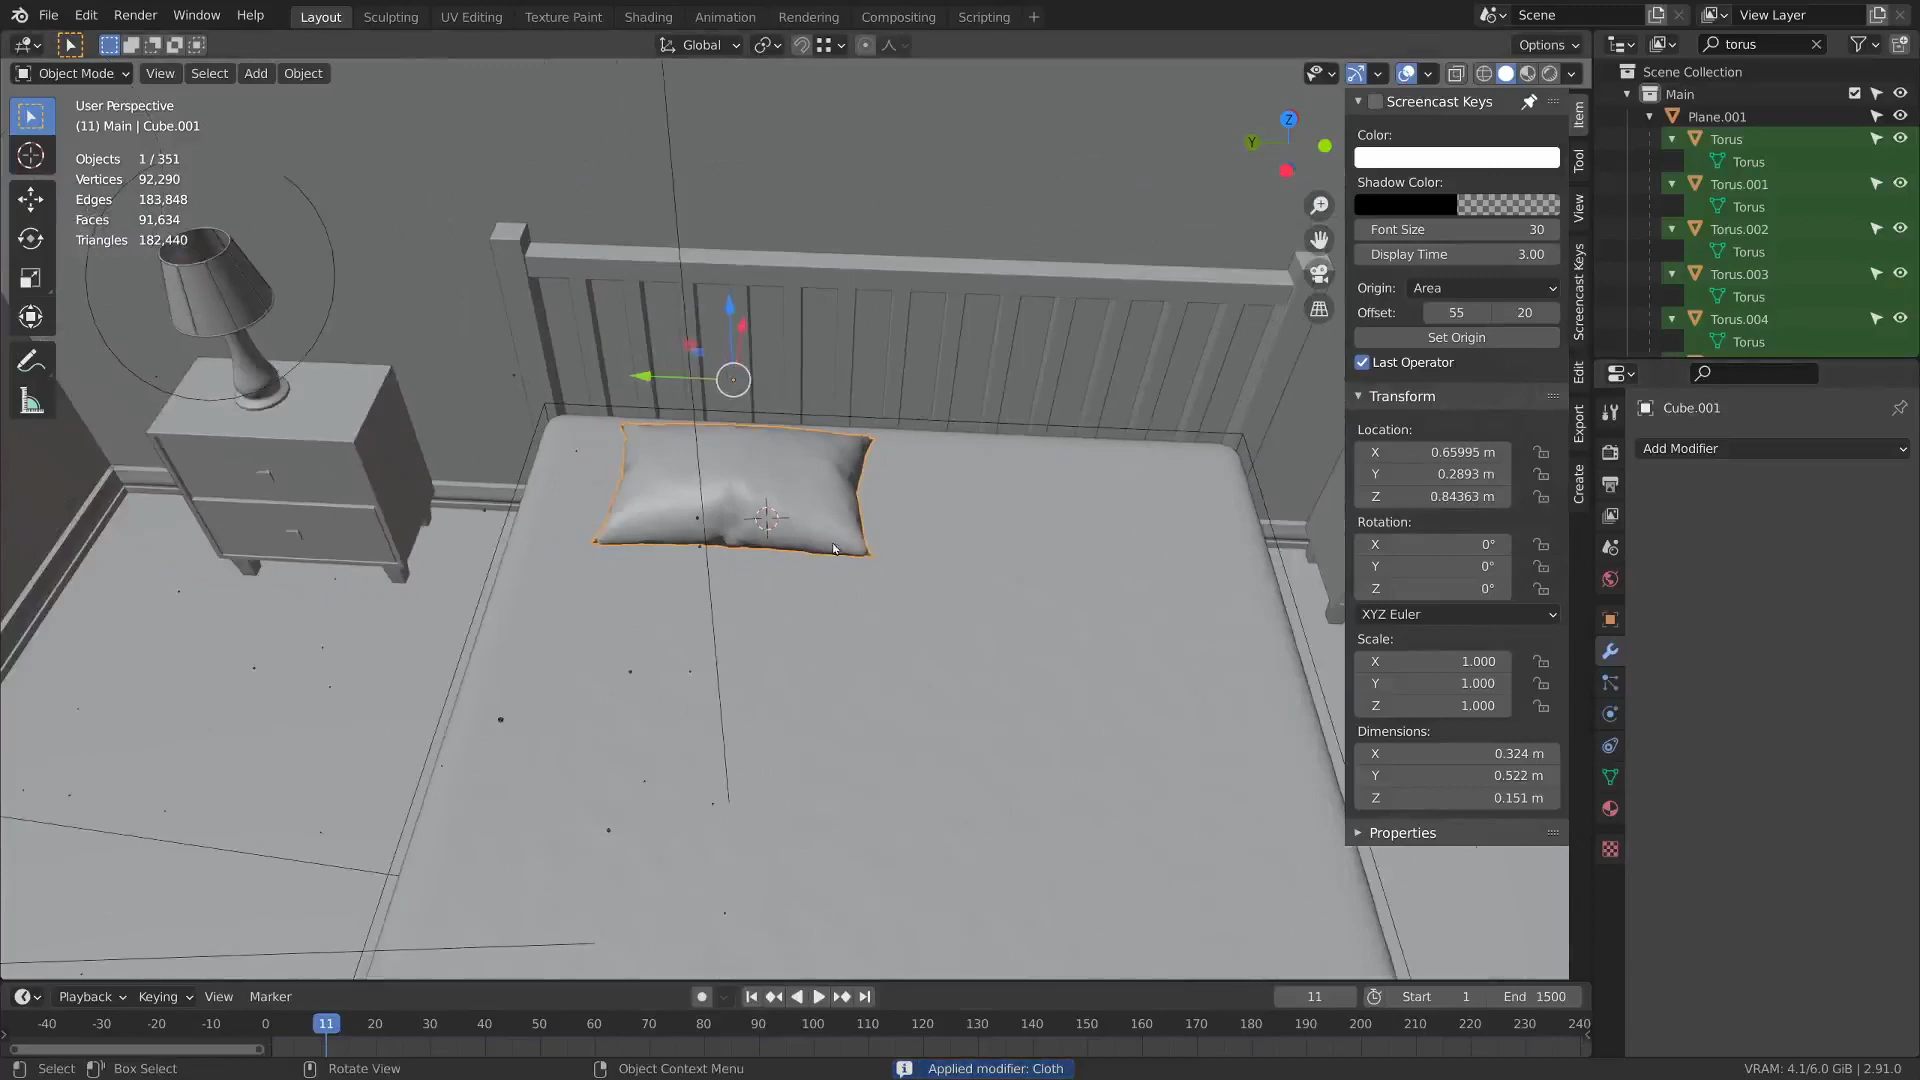 File Edit Render Window Help Layout Sculpting UV Editing Texture Paint Shading Animation Rendering Compositing Scripting + Scene View Layer
Global Options torus
Object Mode View Select Add Object
User Perspective
(11) Main | Cube.001
Objects 1 / 351
Vertices 92,290
Edges 183,848
Faces 91,634
Triangles 182,440
Z
Y
Screencast Keys
Color:
Shadow Color:
Font Size 30
Display Time 3.00
Origin: Area
Offset: 55 20
Set Origin
Last Operator
Transform
Location:
X 0.65995 m
Y 0.2893 m
Z 0.84363 m
Rotation:
X 0°
Y 0°
Z 0°
XYZ Euler
Scale:
X 1.000
Y 1.000
Z 1.000
Dimensions:
X 0.324 m
Y 0.522 m
Z 0.151 m
Properties
Item
Tool
View
Screencast Keys
Edit
Export
Create
Scene Collection
Main
Plane.001
Torus
Torus
Torus.001
Torus
Torus.002
Torus
Torus.003
Torus
Torus.004
Torus
Cube.001
Add Modifier
Playback Keying View Marker 11 Start 1 End 1500
-40 -30 -20 -10 0 11 20 30 40 50 60 70 80 90 100 110 120 130 140 150 160 170 180 190 200 210 220 230 240
Select Box Select Rotate View Object Context Menu Applied modifier: Cloth VRAM: 4.1/6.0 GiB | 2.91.0